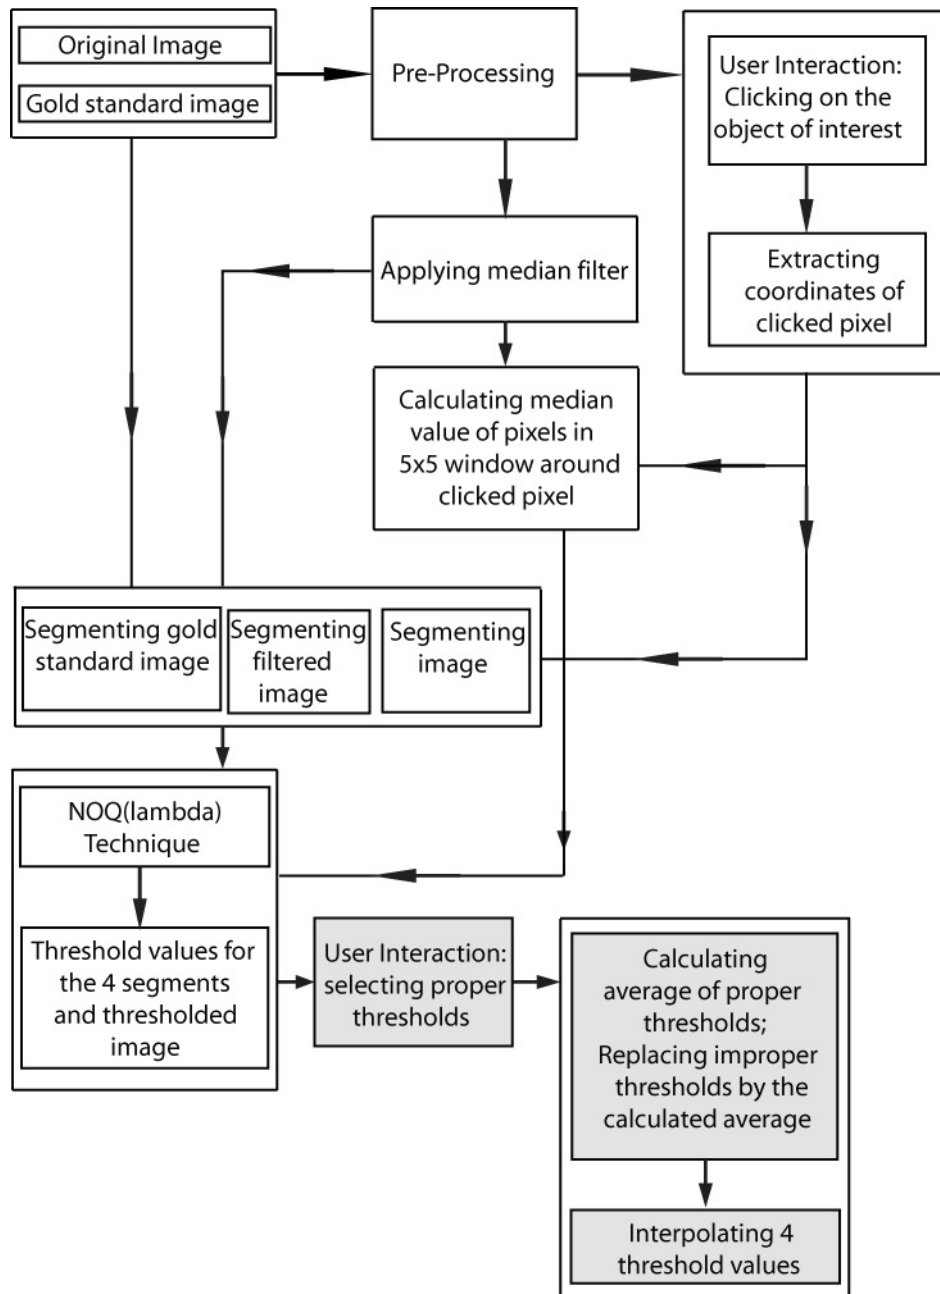 Original Image
Gold standard image
Pre-Processing
User Interaction:
Clicking on the
object of interest
Extracting
coordinates of
clicked pixel
Applying median filter
Calculating median
value of pixels in
5x5 window around
clicked pixel
Segmenting gold
standard image
Segmenting
filtered
image
Segmenting
image
NOQ(lambda)
Technique
Threshold values for
the 4 segments
and thresholded
image
User Interaction:
selecting proper
thresholds
Calculating
average of proper
thresholds;
Replacing improper
thresholds by the
calculated average
Interpolating 4
threshold values